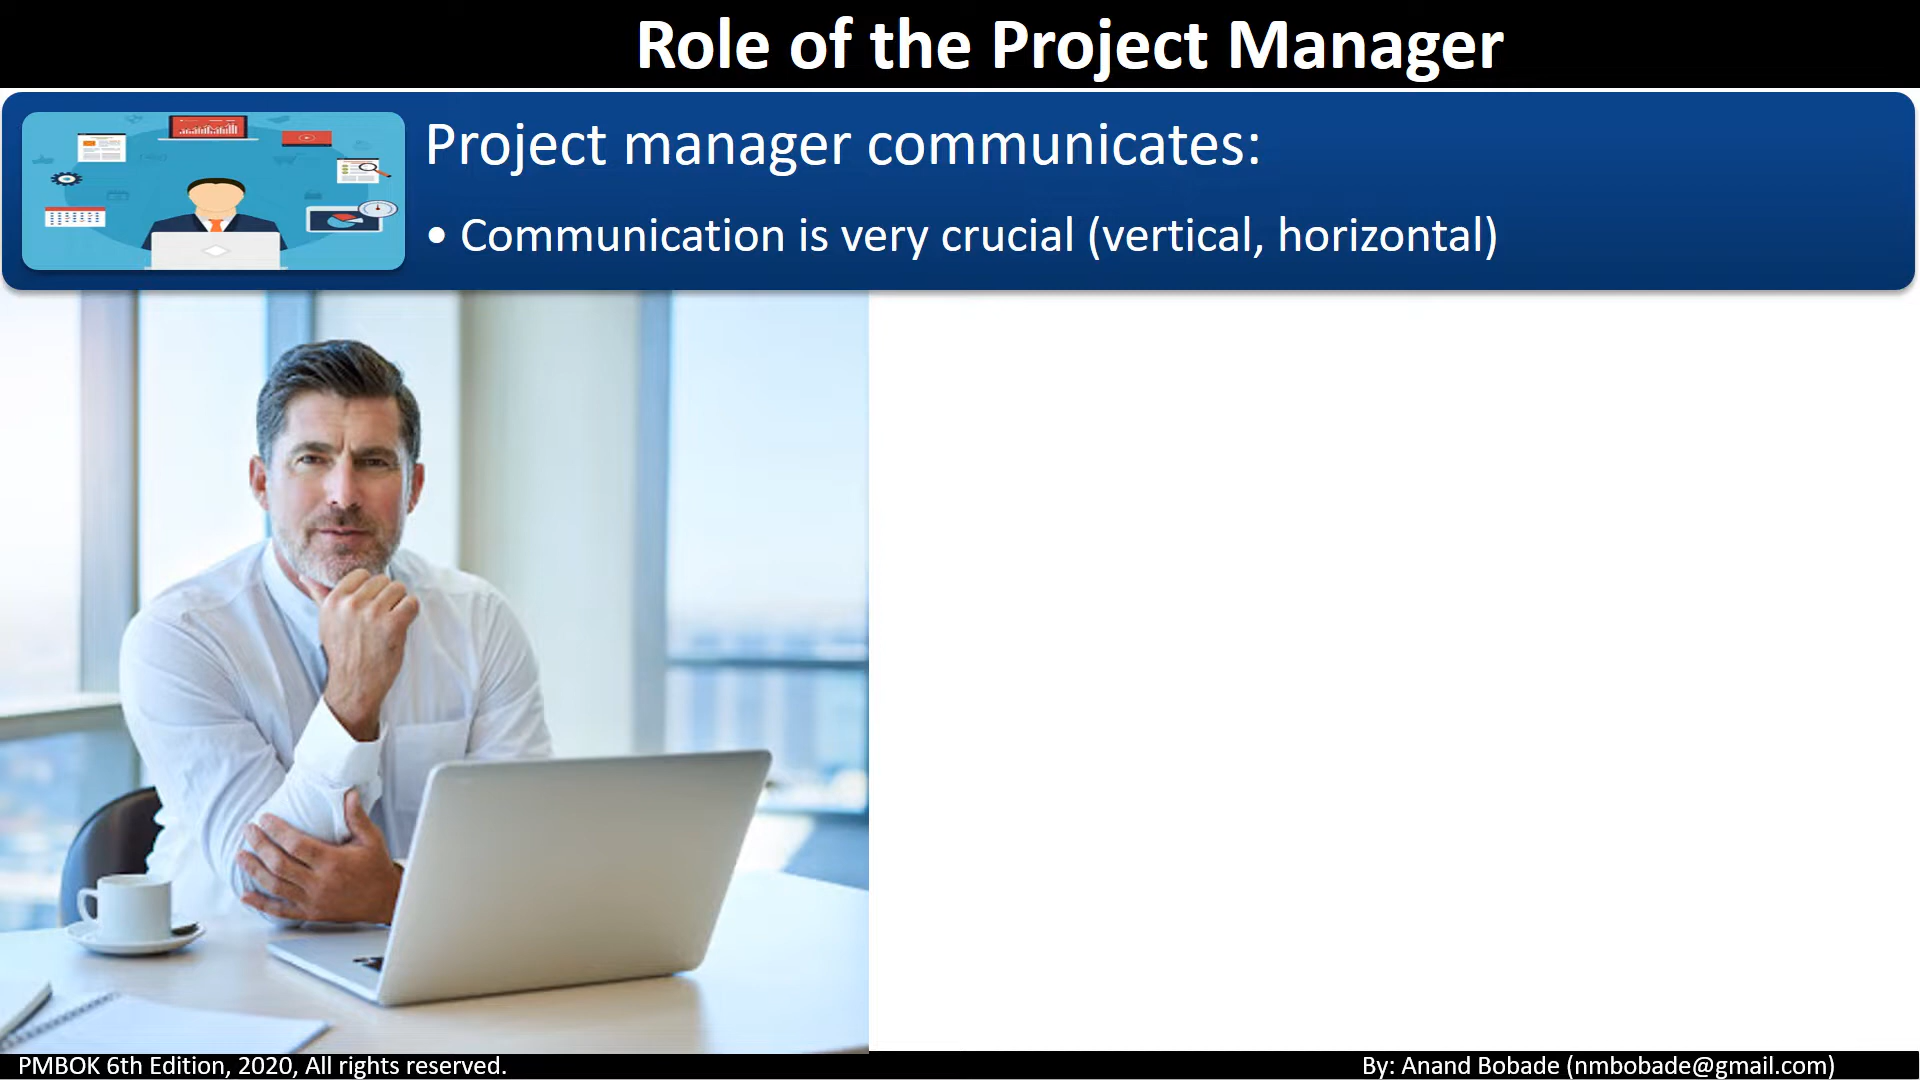 Role of the Project Manager
Project manager communicates:
• Communication is very crucial (vertical, horizontal)
PMBOK 6th Edition, 2020, All rights reserved.
By: Anand Bobade (nmbobade@gmail.com)